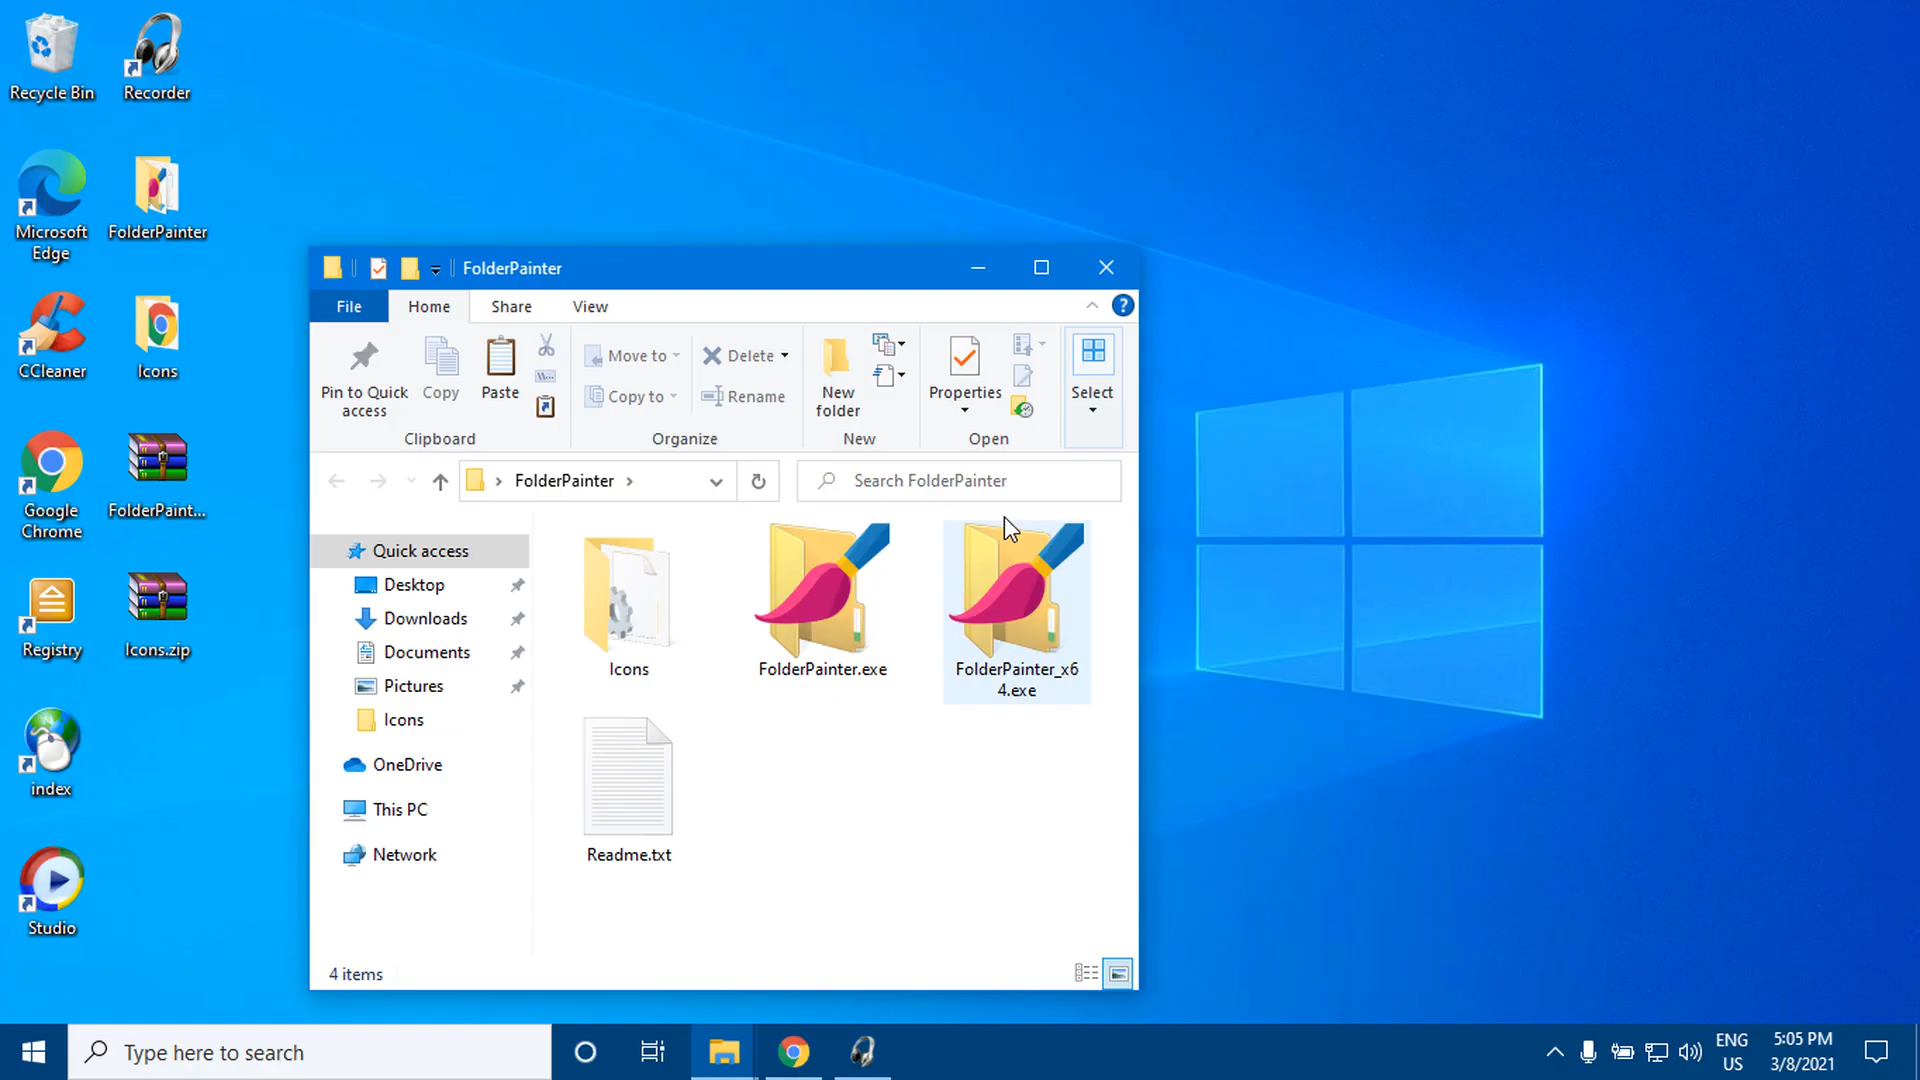 Recycle Bin
Recorder
Microsoft
Edge
FolderPainter
CCleaner
Icons
Google
Chrome
FolderPaint...
Registry
Icons.zip
index
Studio
FolderPainter
File
Home
Share
View
?
Pin to Quick
access
Copy
Paste
Clipboard
Move to
Copy to
Delete
Rename
Organize
New
folder
New
Properties
Open
Select
FolderPainter
Search FolderPainter
Quick access
Desktop
Downloads
Documents
Pictures
Icons
OneDrive
This PC
Network
Icons
FolderPainter.exe
FolderPainter_x6
4.exe
Readme.txt
4 items
Type here to search
ENG
US
5:05 PM
3/8/2021